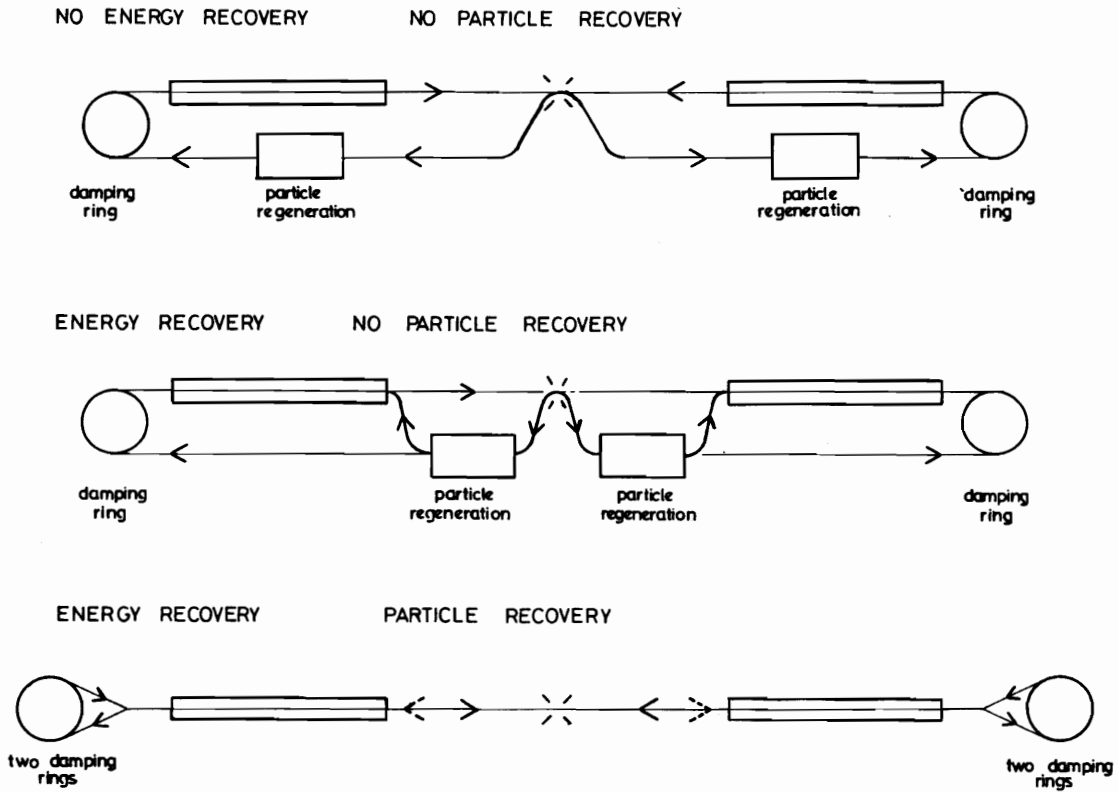 NO ENERGY RECOVERY NO PARTICLE RECOVERY
damping
ring
particle
regeneration
particle
regeneration
damping
ring
ENERGY RECOVERY NO PARTICLE RECOVERY
damping
ring
particle
regeneration
particle
regeneration
damping
ring
ENERGY RECOVERY PARTICLE RECOVERY
two damping
rings
two damping
rings